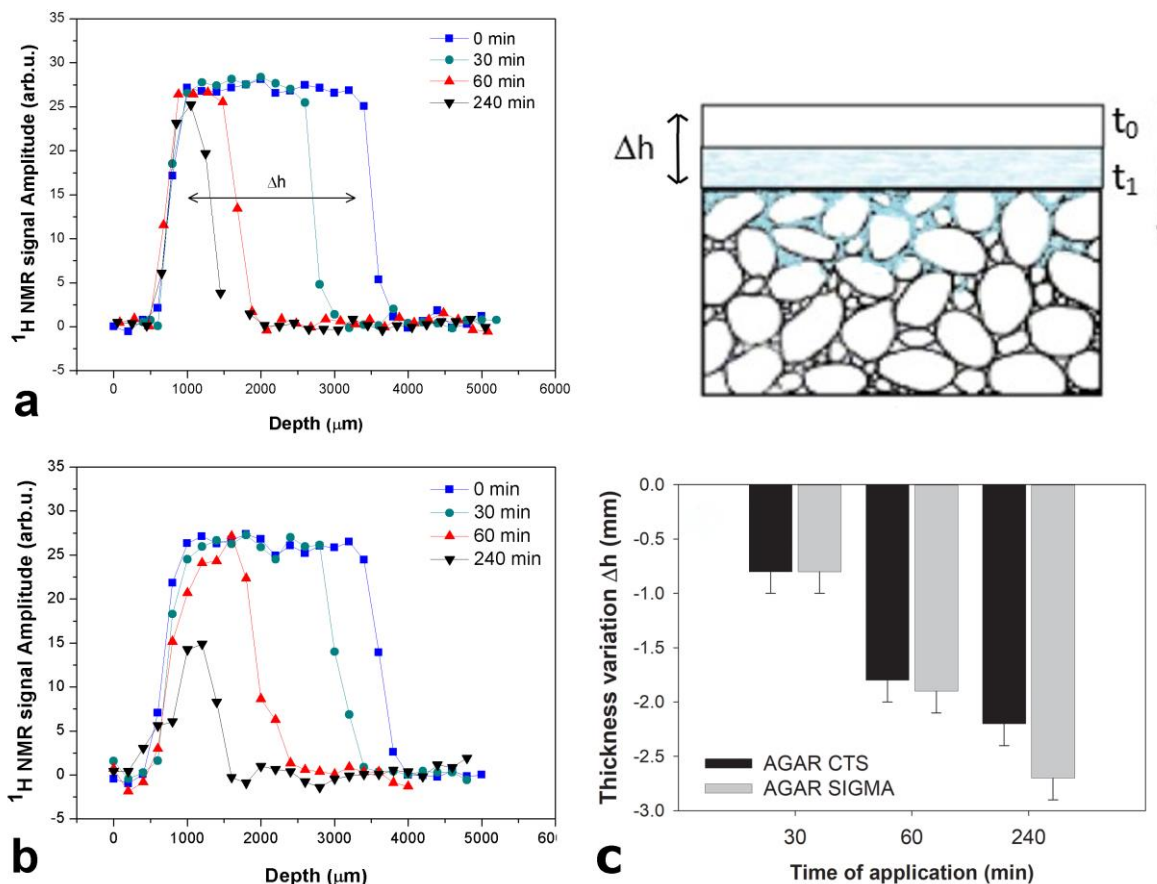 35
30
25
20
15
10
5
0
-5
¹H NMR signal Amplitude (arb.u.)
0 min
30 min
60 min
240 min
Δh
0 1000 2000 3000 4000 5000 600
Depth (μm)
a
Δh
t₀
t₁
35
30
25
20
15
10
5
0
-5
¹H NMR signal Amplitude (arb.u.)
0 min
30 min
60 min
240 min
0 1000 2000 3000 4000 5000 600
Depth (μm)
b
0.0
-0.5
-1.0
-1.5
-2.0
-2.5
-3.0
Thickness variation Δh (mm)
AGAR CTS
AGAR SIGMA
30 60 240
Time of application (min)
c